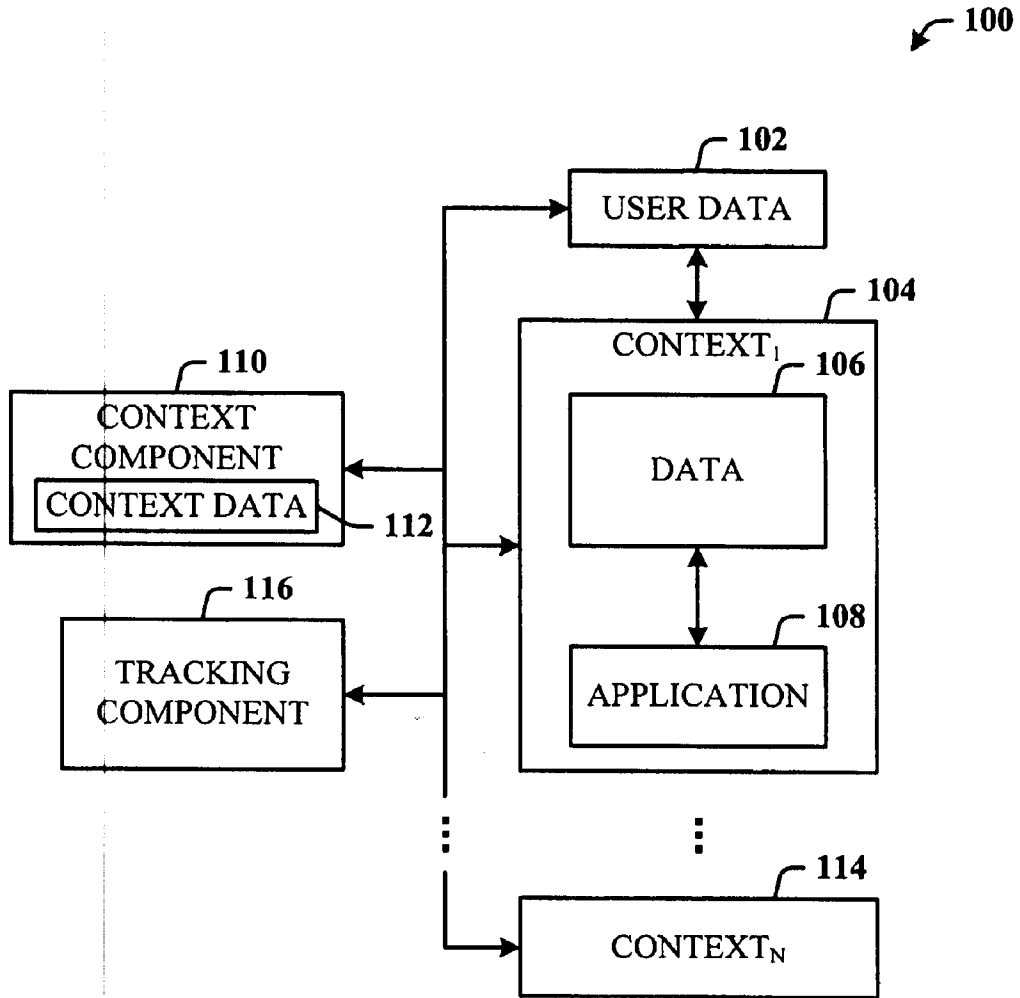 100
102
USER DATA
104
CONTEXT₁
110
106
CONTEXT
COMPONENT
DATA
CONTEXT DATA
112
116
108
TRACKING
COMPONENT
APPLICATION
114
CONTEXT_N